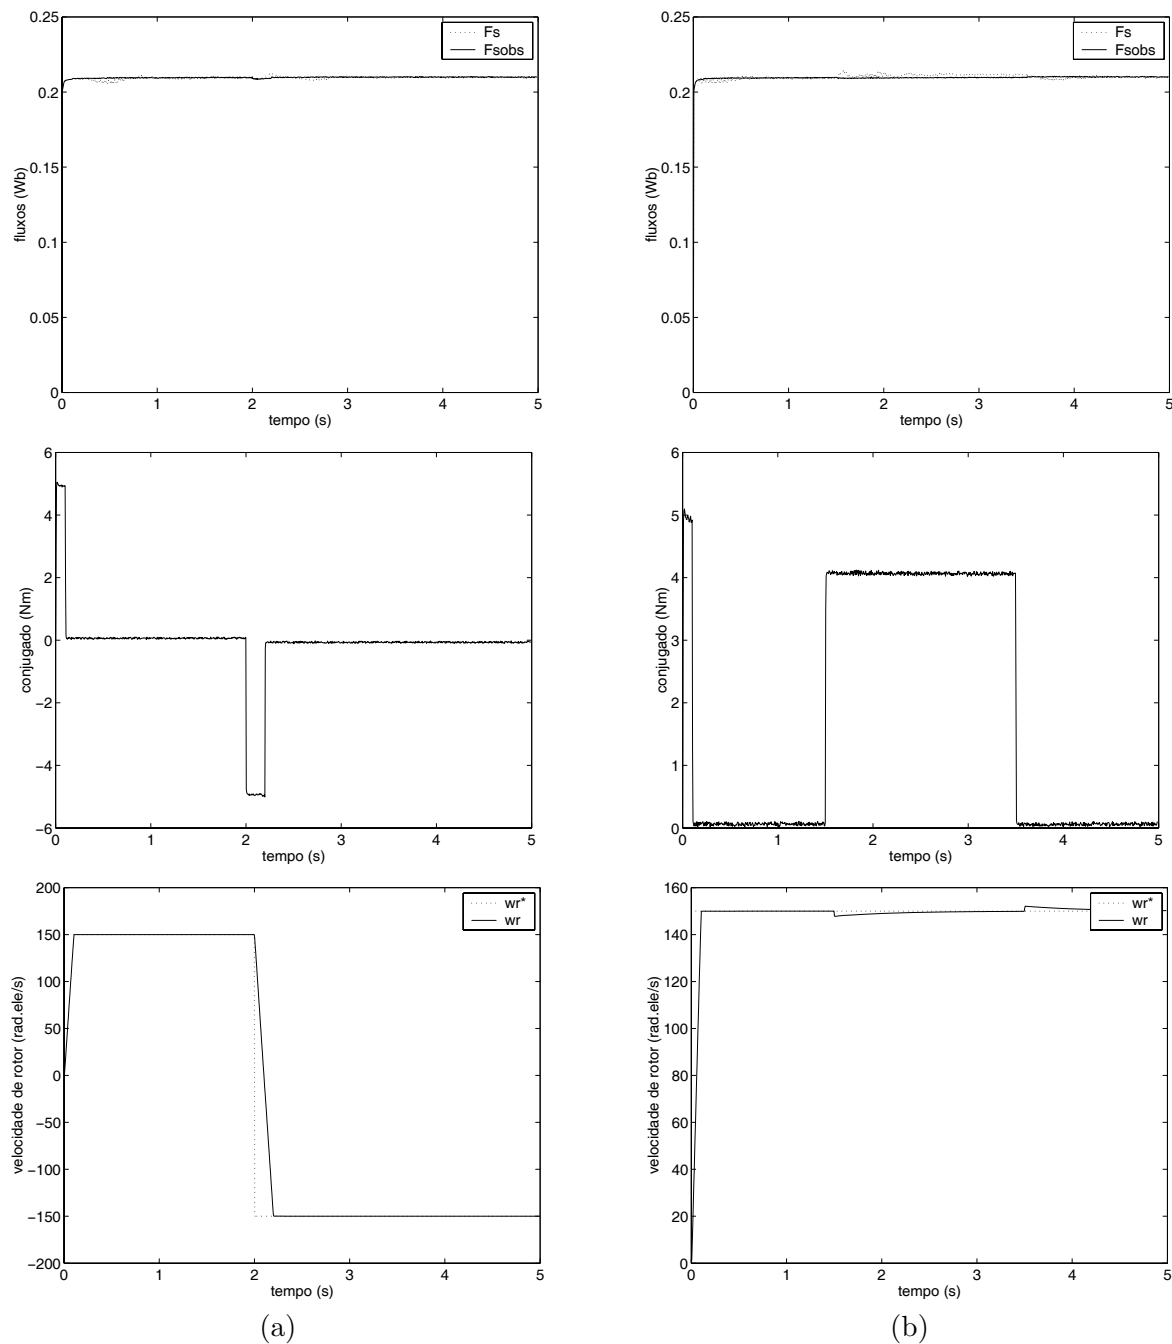 0.25
0.2
0.15
0.1
0.05
0
fluxos (Wb)
Fs
Fsobs
0 1 2 3 4 5
tempo (s)
0.25
0.2
0.15
0.1
0.05
0
fluxos (Wb)
Fs
Fsobs
0 1 2 3 4 5
tempo (s)
6
4
2
0
−2
−4
−6
conjugado (Nm)
0 1 2 3 4 5
tempo (s)
6
5
4
3
2
1
0
conjugado (Nm)
0 1 2 3 4 5
tempo (s)
200
150
100
50
0
−50
−100
−150
−200
velocidade de rotor (rad.ele/s)
wr*
wr
0 1 2 3 4 5
tempo (s)
160
140
120
100
80
60
40
20
0
velocidade de rotor (rad.ele/s)
wr*
wr
0 1 2 3 4 5
tempo (s)
(a)
(b)